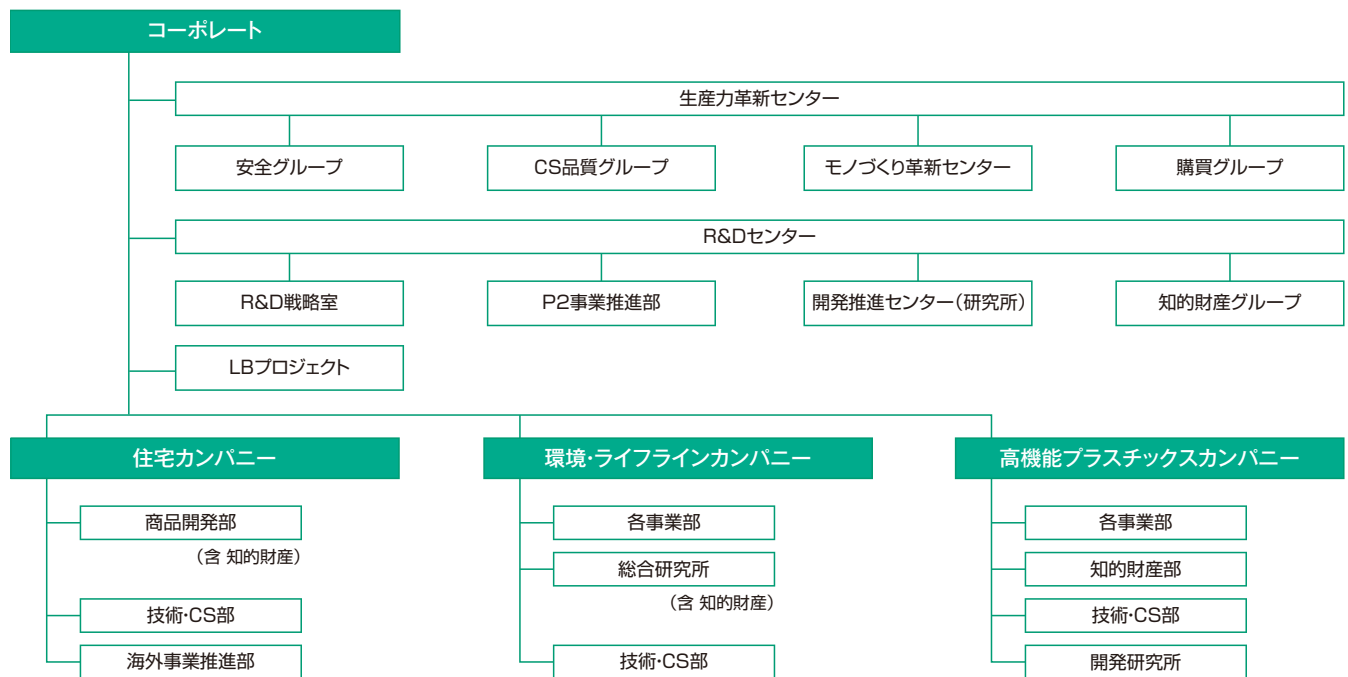 コーポレート
生産力革新センター
安全グループ
CS品質グループ
モノづくり革新センター
購買グループ
R&Dセンター
R&D戦略室
P2事業推進部
開発推進センター（研究所）
知的財産グループ
LBプロジェクト
住宅カンパニー
環境・ライフラインカンパニー
高機能プラスチックスカンパニー
商品開発部
（含 知的財産）
技術・CS部
海外事業推進部
各事業部
総合研究所
（含 知的財産）
技術・CS部
各事業部
知的財産部
技術・CS部
開発研究所